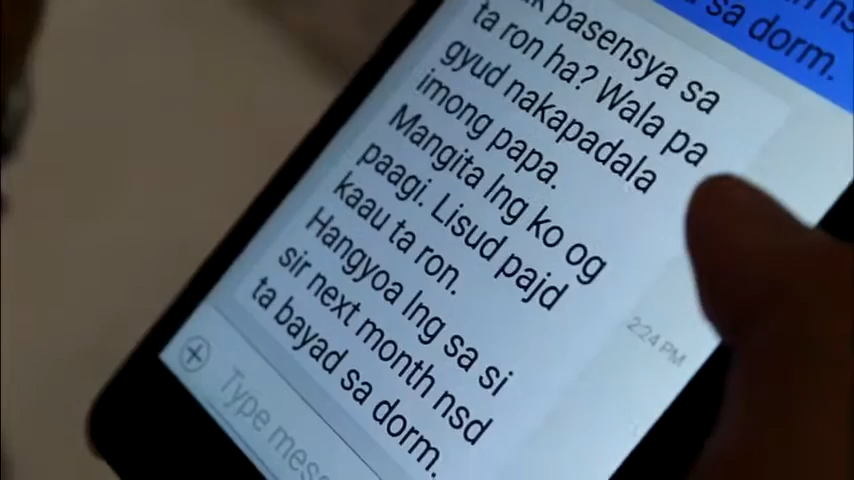 sa dorm.
pasensya sa
ta ron ha? Wala pa
gyud nakapadala
imong papa.
Mangita lng ko og
paagi. Lisud pajd
kaau ta ron.
Hangyoa lng sa si
sir next month nsd
ta bayad sa dorm.
2:24 PM
Type